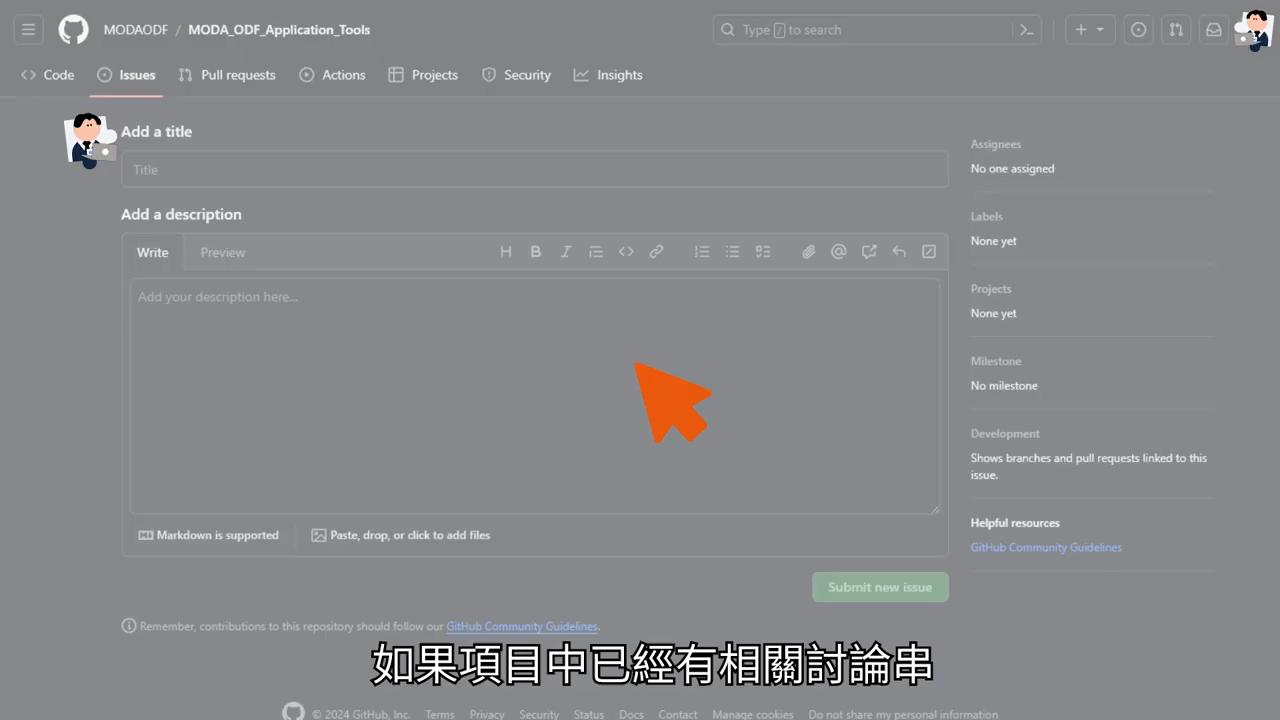 MODAODF / MODA_ODF_Application_Tools
Type / to search
Code
Issues
Pull requests
Actions
Projects
Security
Insights
Add a title
Title
Add a description
Write
Preview
Add your description here...
Markdown is supported
Paste, drop, or click to add files
Submit new issue
Remember, contributions to this repository should follow our GitHub Community Guidelines.
Assignees
No one assigned
Labels
None yet
Projects
None yet
Milestone
No milestone
Development
Shows branches and pull requests linked to this
issue.
Helpful resources
GitHub Community Guidelines
如果項目中已經有相關討論串
© 2024 GitHub, Inc. Terms Privacy Security Status Docs Contact Manage cookies Do not share my personal information